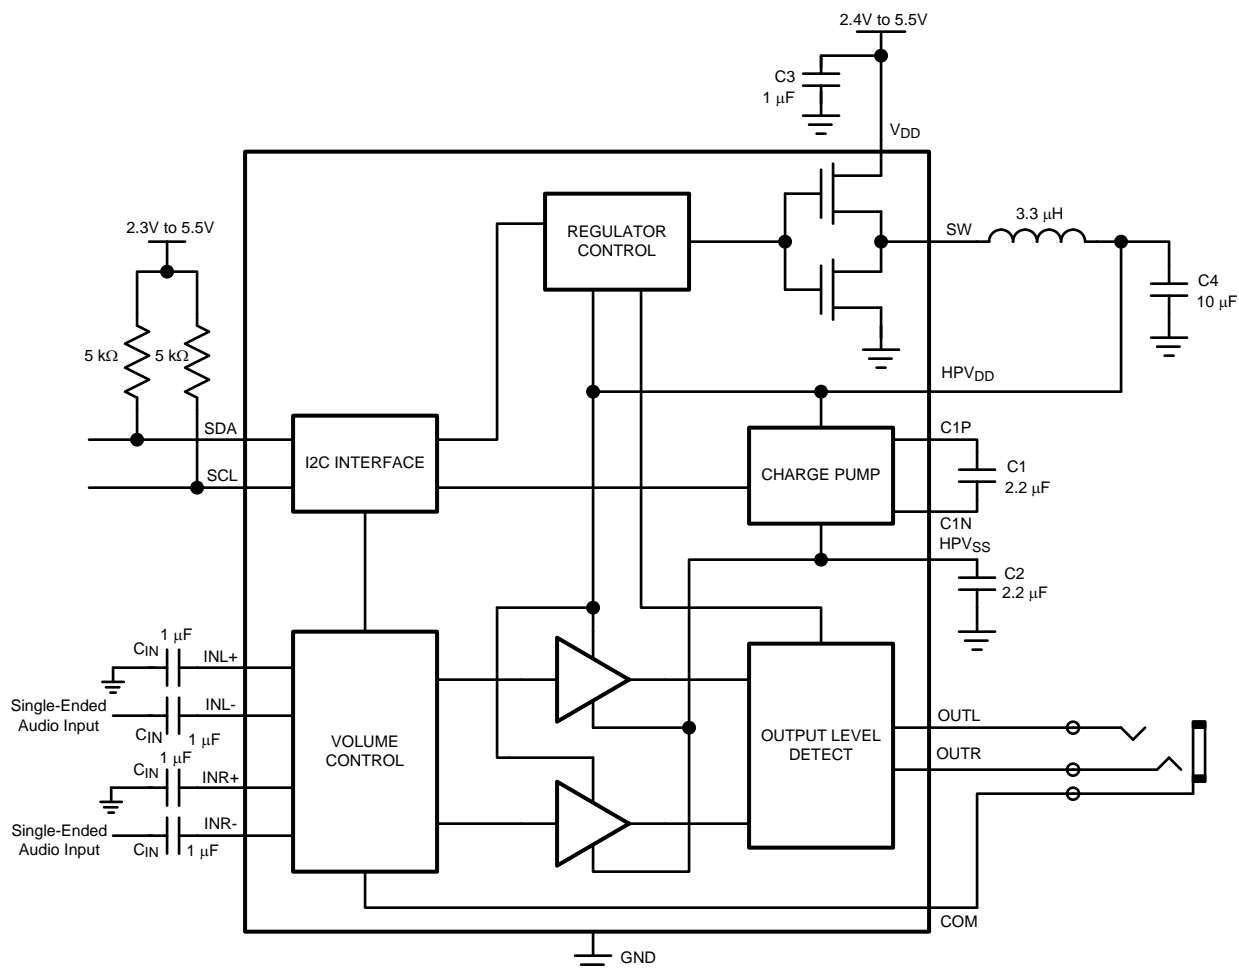 2.4V to 5.5V
C3
1 μF
VDD
2.3V to 5.5V
REGULATOR
CONTROL
SW
3.3 μH
C4
10 μF
5 kΩ
5 kΩ
HPVDD
SDA
SCL
I2C INTERFACE
CHARGE PUMP
C1P
C1
2.2 μF
C1N
HPVSS
C2
2.2 μF
1 μF
CIN
INL+
Single-Ended
Audio Input
INL-
CIN
1 μF
1 μF
CIN
INR+
Single-Ended
Audio Input
INR-
CIN
1 μF
VOLUME
CONTROL
OUTPUT LEVEL
DETECT
OUTL
OUTR
COM
GND